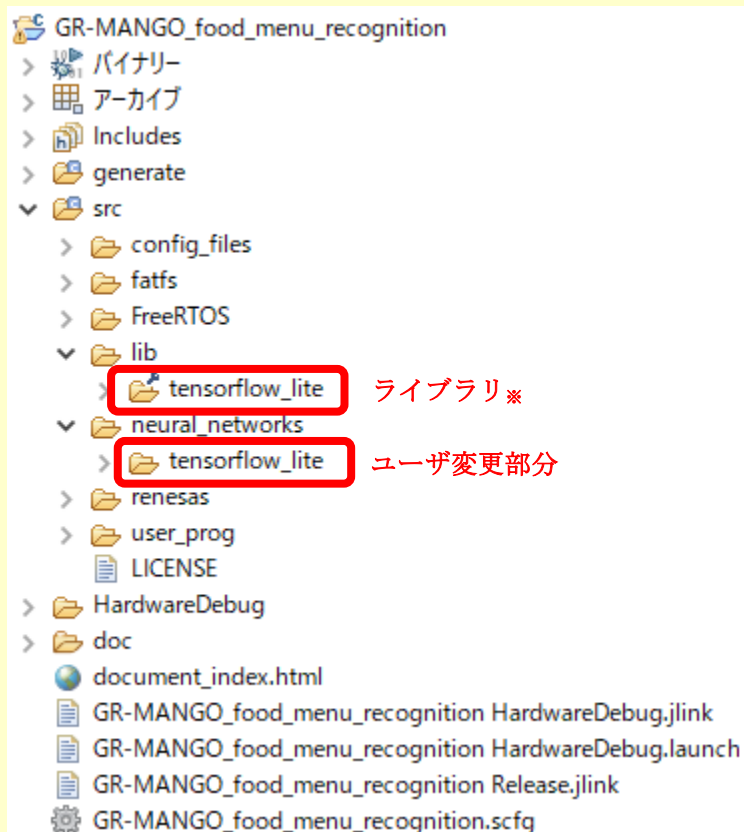 GR-MANGO_food_menu_recognition
バイナリー
アーカイブ
Includes
generate
src
config_files
fatfs
FreeRTOS
lib
tensorflow_lite ライブラリ※
neural_networks
tensorflow_lite ユーザ変更部分
renesas
user_prog
LICENSE
HardwareDebug
doc
document_index.html
GR-MANGO_food_menu_recognition HardwareDebug.jlink
GR-MANGO_food_menu_recognition HardwareDebug.launch
GR-MANGO_food_menu_recognition Release.jlink
GR-MANGO_food_menu_recognition.scfg